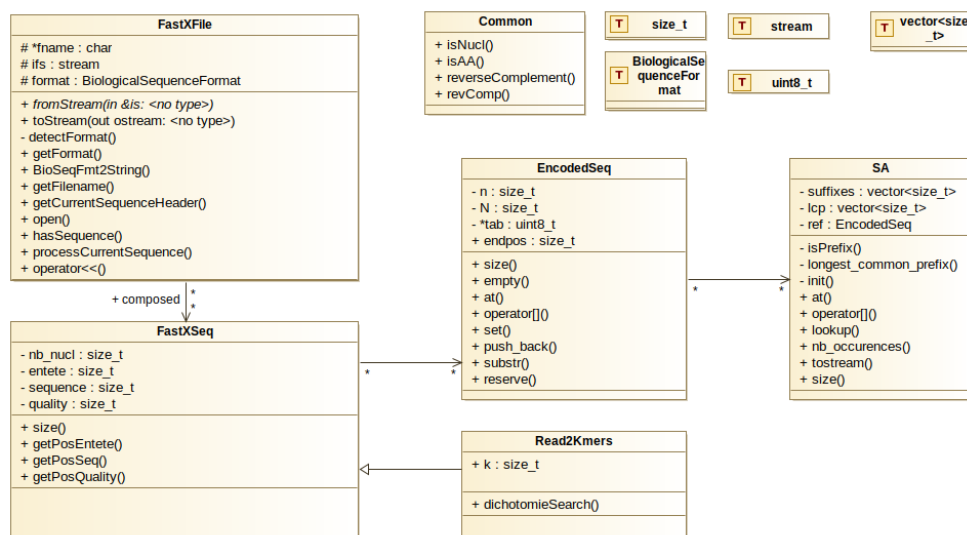 FastXFile
# *fname : char
# ifs : stream
# format : BiologicalSequenceFormat
+ fromStream(in &is: <no type>)
+ toStream(out ostream: <no type>)
- detectFormat()
+ getFormat()
+ BioSeqFmt2String()
+ getFilename()
+ getCurrentSequenceHeader()
+ open()
+ hasSequence()
+ processCurrentSequence()
+ operator<<()
Common
+ isNucl()
+ isAA()
+ reverseComplement()
+ revComp()
T size_t
T stream
T vector<size
_t>
T BiologicalSe
quenceFor
mat
T uint8_t
+ composed
*
*
FastXSeq
- nb_nucl : size_t
- entete : size_t
- sequence : size_t
- quality : size_t
+ size()
+ getPosEntete()
+ getPosSeq()
+ getPosQuality()
*
*
EncodedSeq
- n : size_t
- N : size_t
- *tab : uint8_t
+ endpos : size_t
+ size()
+ empty()
+ at()
+ operator[]()
+ set()
+ push_back()
+ substr()
+ reserve()
*
*
SA
- suffixes : vector<size_t>
- lcp : vector<size_t>
- ref : EncodedSeq
- isPrefix()
- longest_common_prefix()
- init()
+ at()
+ operator[]()
+ lookup()
+ nb_occurences()
+ tostream()
+ size()
Read2Kmers
+ k : size_t
+ dichotomieSearch()